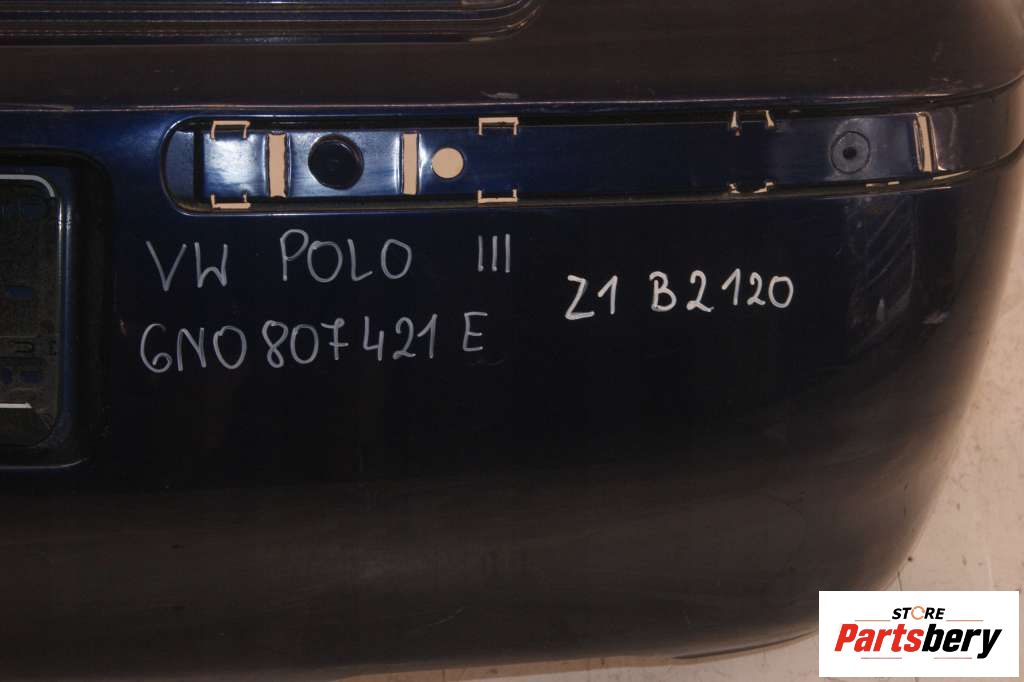 VW POLO III
6N0 807 421 E
Z1 B2120
STORE
Partsbery